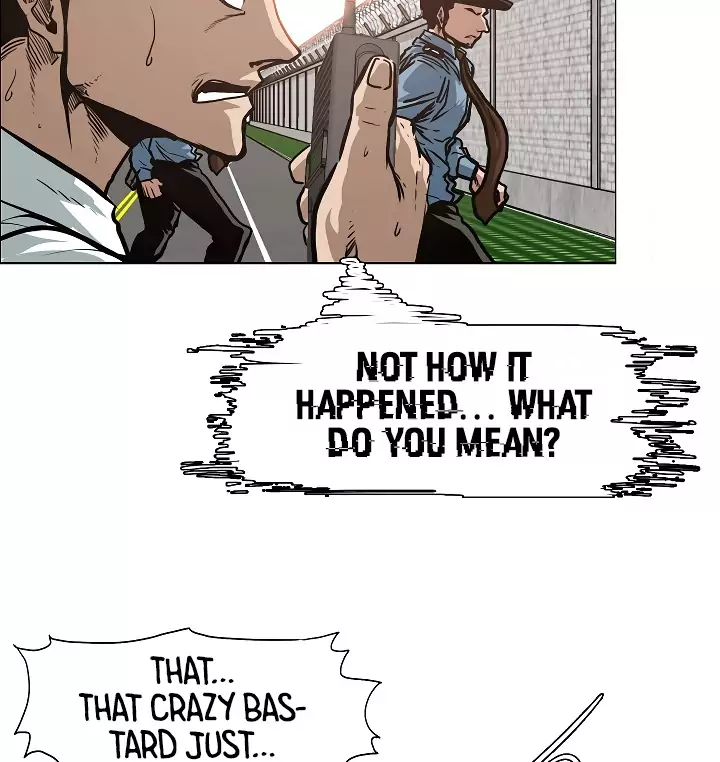 NOT HOW IT
HAPPENED... WHAT
DO YOU MEAN?
THAT...
THAT CRAZY BAS-
TARD JUST...